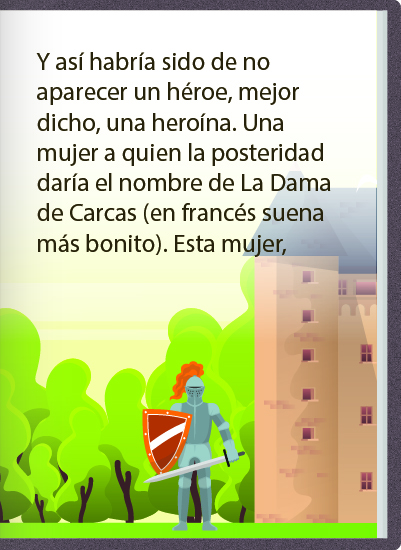 Y así habría sido de no
aparecer un héroe, mejor
dicho, una heroína. Una
mujer a quien la posteridad
daría el nombre de La Dama
de Carcas (en francés suena
más bonito). Esta mujer,